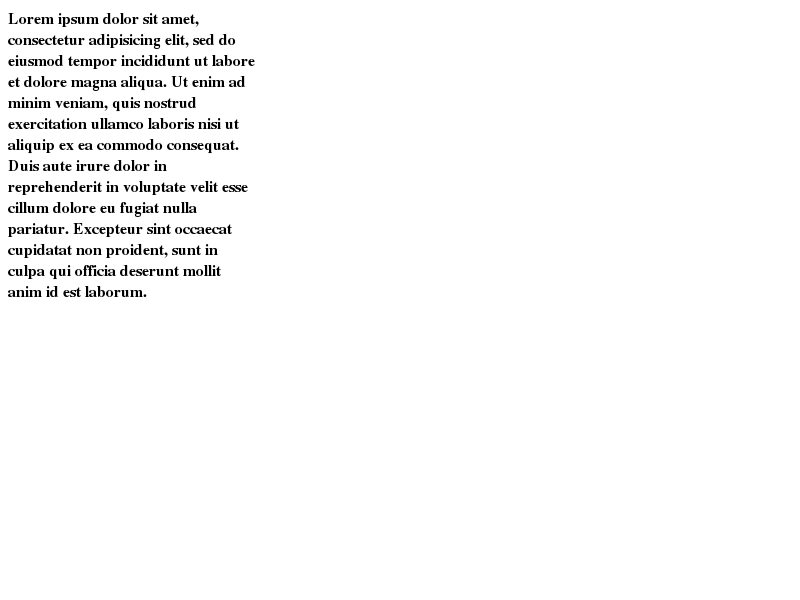 Lorem ipsum dolor sit amet,
consectetur adipisicing elit, sed do
eiusmod tempor incididunt ut labore
et dolore magna aliqua. Ut enim ad
minim veniam, quis nostrud
exercitation ullamco laboris nisi ut
aliquip ex ea commodo consequat.
Duis aute irure dolor in
reprehenderit in voluptate velit esse
cillum dolore eu fugiat nulla
pariatur. Excepteur sint occaecat
cupidatat non proident, sunt in
culpa qui officia deserunt mollit
anim id est laborum.